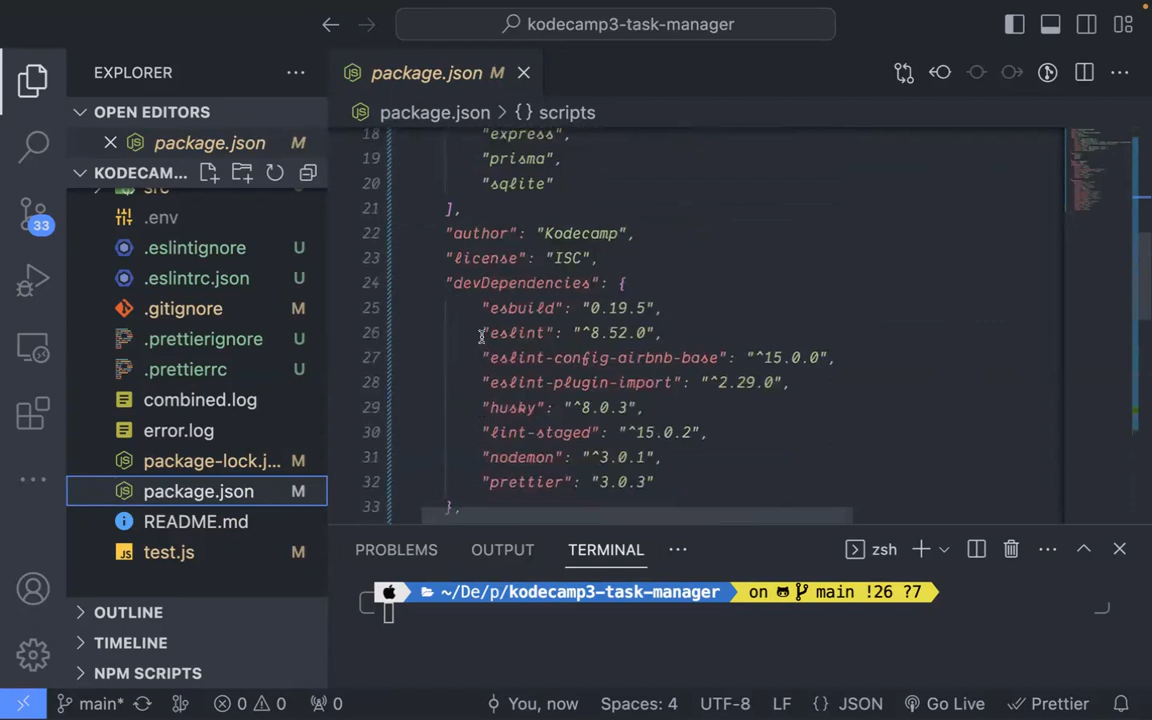 kodecamp3-task-manager
EXPLORER
package.json M
OPEN EDITORS
package.json > {} scripts
package.json M
KODECAM...
src
.env
.eslintignore U
.eslintrc.json U
.gitignore M
.prettierignore U
.prettierrc U
combined.log
error.log
package-lock.j... M
package.json M
README.md
test.js M
OUTLINE
TIMELINE
NPM SCRIPTS
33
18 "express",
19 "prisma",
20 "sqlite"
21 ],
22 "author": "Kodecamp",
23 "license": "ISC",
24 "devDependencies": {
25 "esbuild": "0.19.5",
26 "eslint": "^8.52.0",
27 "eslint-config-airbnb-base": "^15.0.0",
28 "eslint-plugin-import": "^2.29.0",
29 "husky": "^8.0.3",
30 "lint-staged": "^15.0.2",
31 "nodemon": "^3.0.1",
32 "prettier": "3.0.3"
33 },
PROBLEMS OUTPUT TERMINAL zsh
~/De/p/kodecamp3-task-manager on main !26 ?7
main* 0 0 0 You, now Spaces: 4 UTF-8 LF {} JSON Go Live Prettier